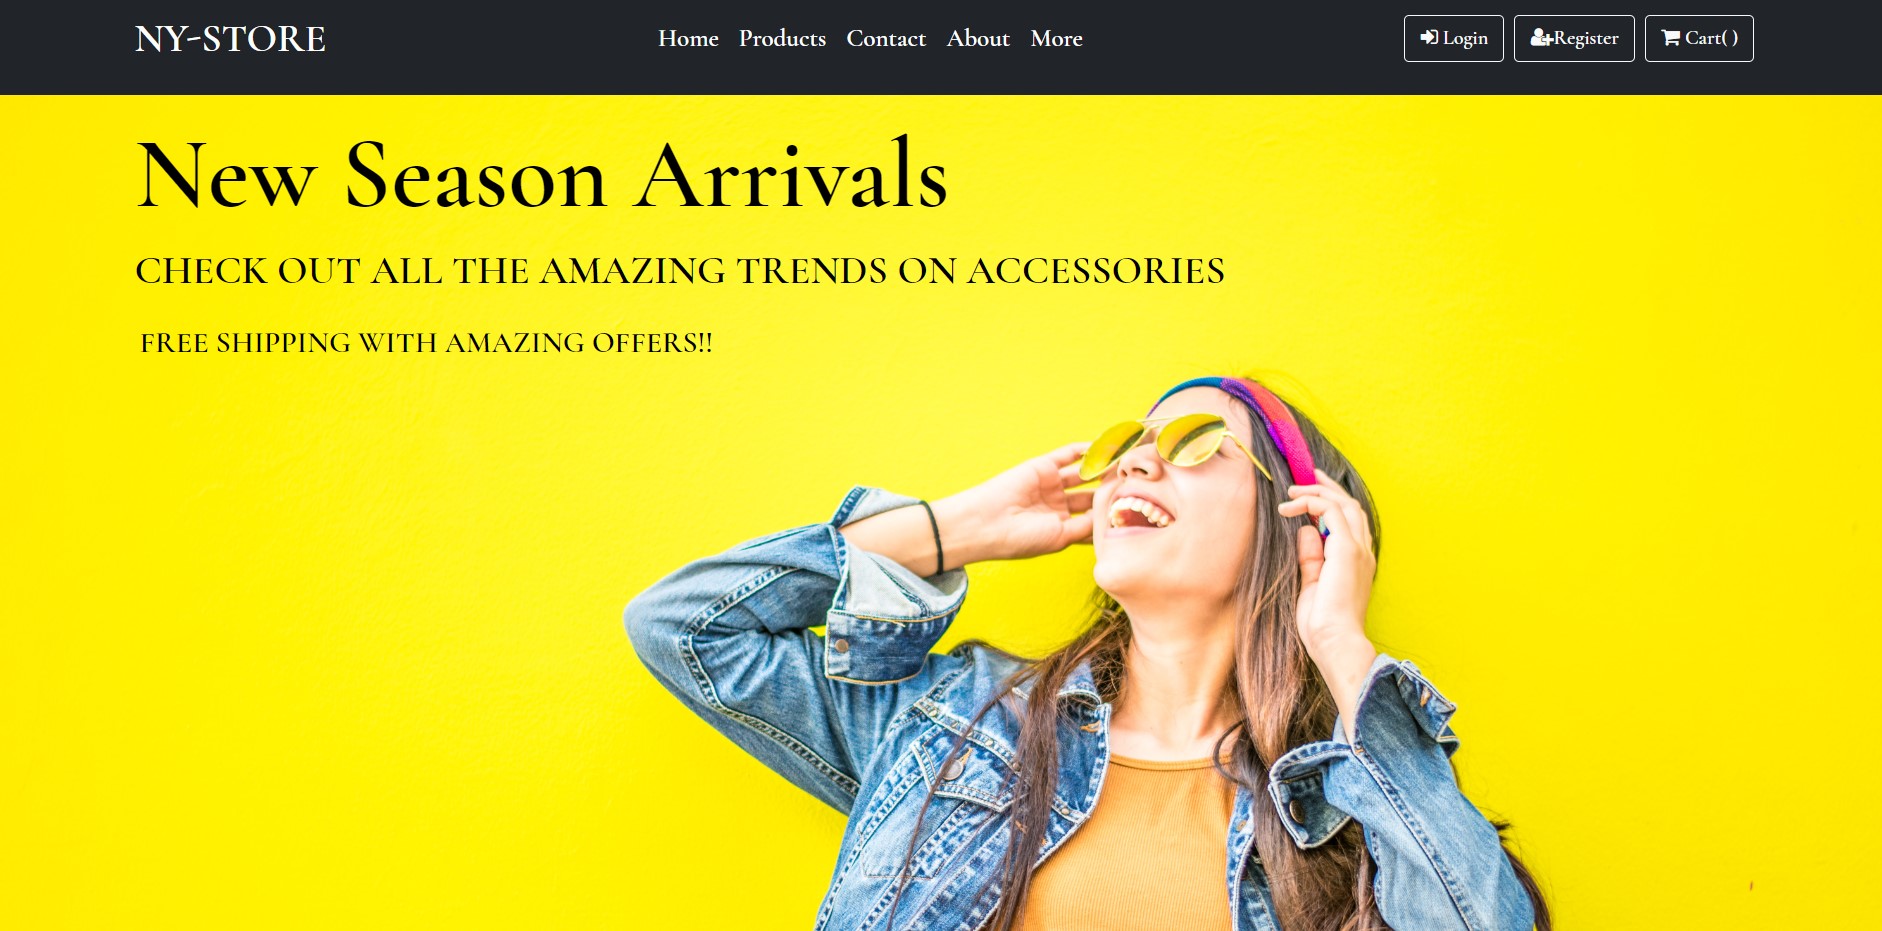 NY-STORE
Home Products Contact About More
Login Register Cart( )
New Season Arrivals
CHECK OUT ALL THE AMAZING TRENDS ON ACCESSORIES
FREE SHIPPING WITH AMAZING OFFERS!!